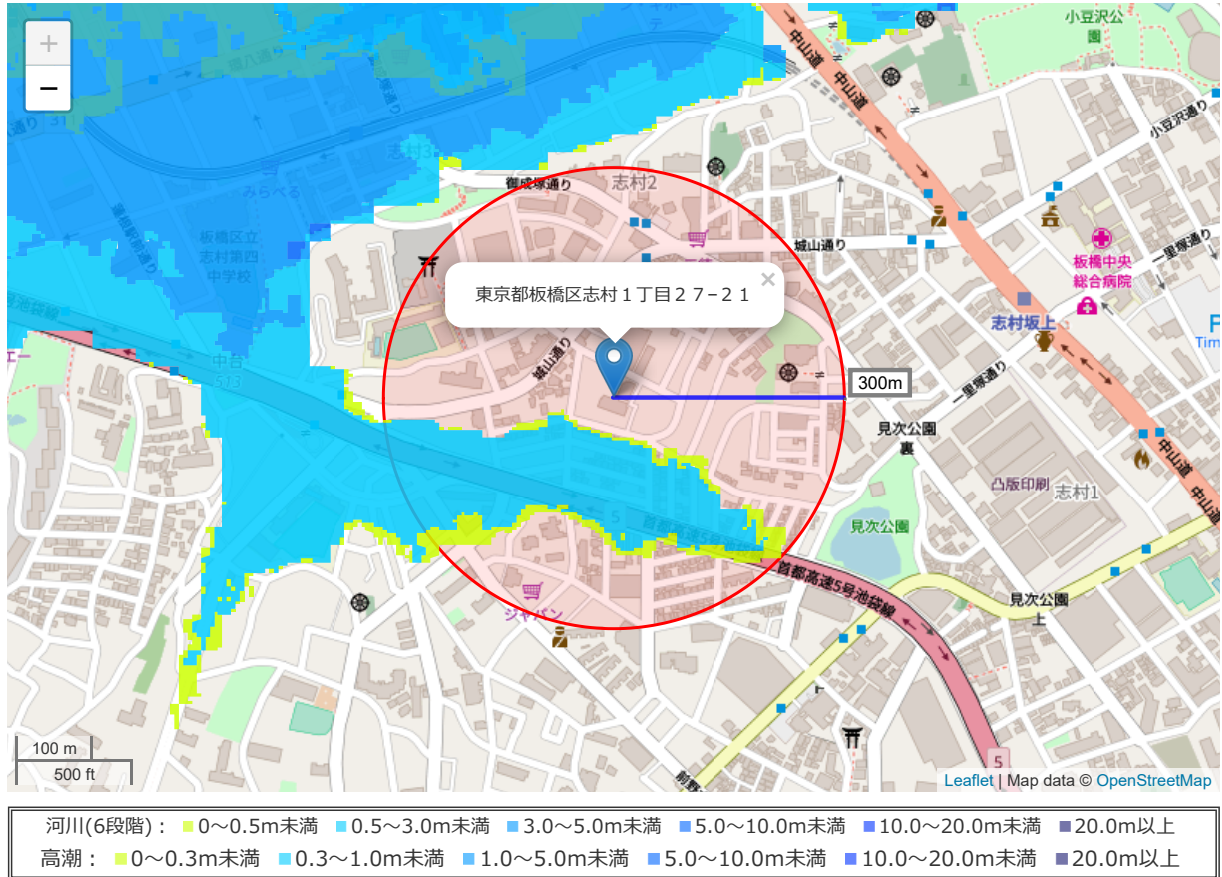 小豆沢公
園
中山道
中山道
小豆沢通り
志村3
みらべる
御成塚通り
志村2
城山通り
板橋中央
総合病院
一里塚通り
板橋区立
志村第四
中学校
東京都板橋区志村１丁目２７−２１
×
志村坂上
中台
513
城山通り
300m
一里塚通り
見次公園
裏
中山道
凸版印刷
志村1
中山道
見次公園
5
首都高速5号池袋線
見次公園
上
ジャパン
100 m
500 ft
5
Leaflet | Map data © OpenStreetMap
河川(6段階)： 0～0.5m未満 0.5～3.0m未満 3.0～5.0m未満 5.0～10.0m未満 10.0～20.0m未満 20.0m以上
高潮： 0～0.3m未満 0.3～1.0m未満 1.0～5.0m未満 5.0～10.0m未満 10.0～20.0m未満 20.0m以上